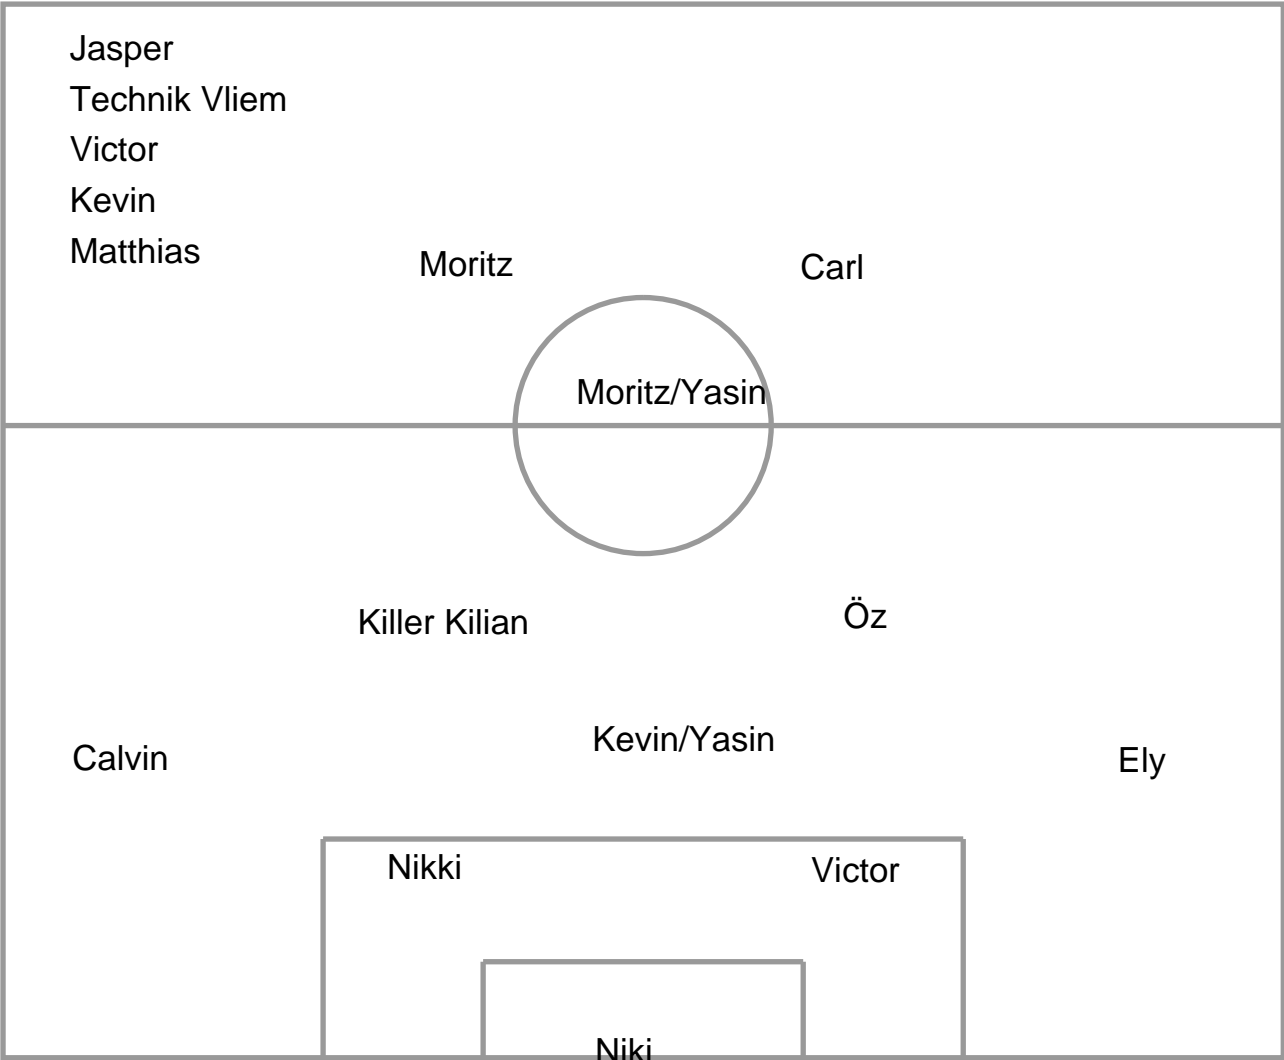 Jasper
Technik Vliem
Victor
Kevin
Matthias
Moritz
Carl
Moritz/Yasin
Killer Kilian
Öz
Kevin/Yasin
Calvin
Ely
Nikki
Victor
Niki